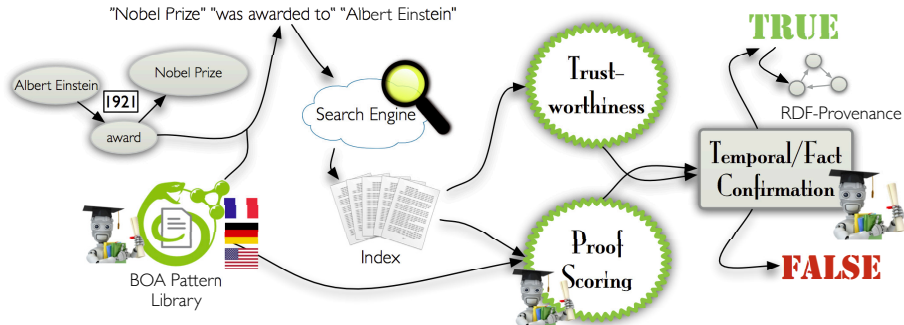 "Nobel Prize" "was awarded to" "Albert Einstein"
Albert Einstein
Nobel Prize
1921
award
Search Engine
BOA Pattern
Library
Index
Trust-
worthiness
Proof
Scoring
TRUE
RDF-Provenance
Temporal/Fact
Confirmation
FALSE